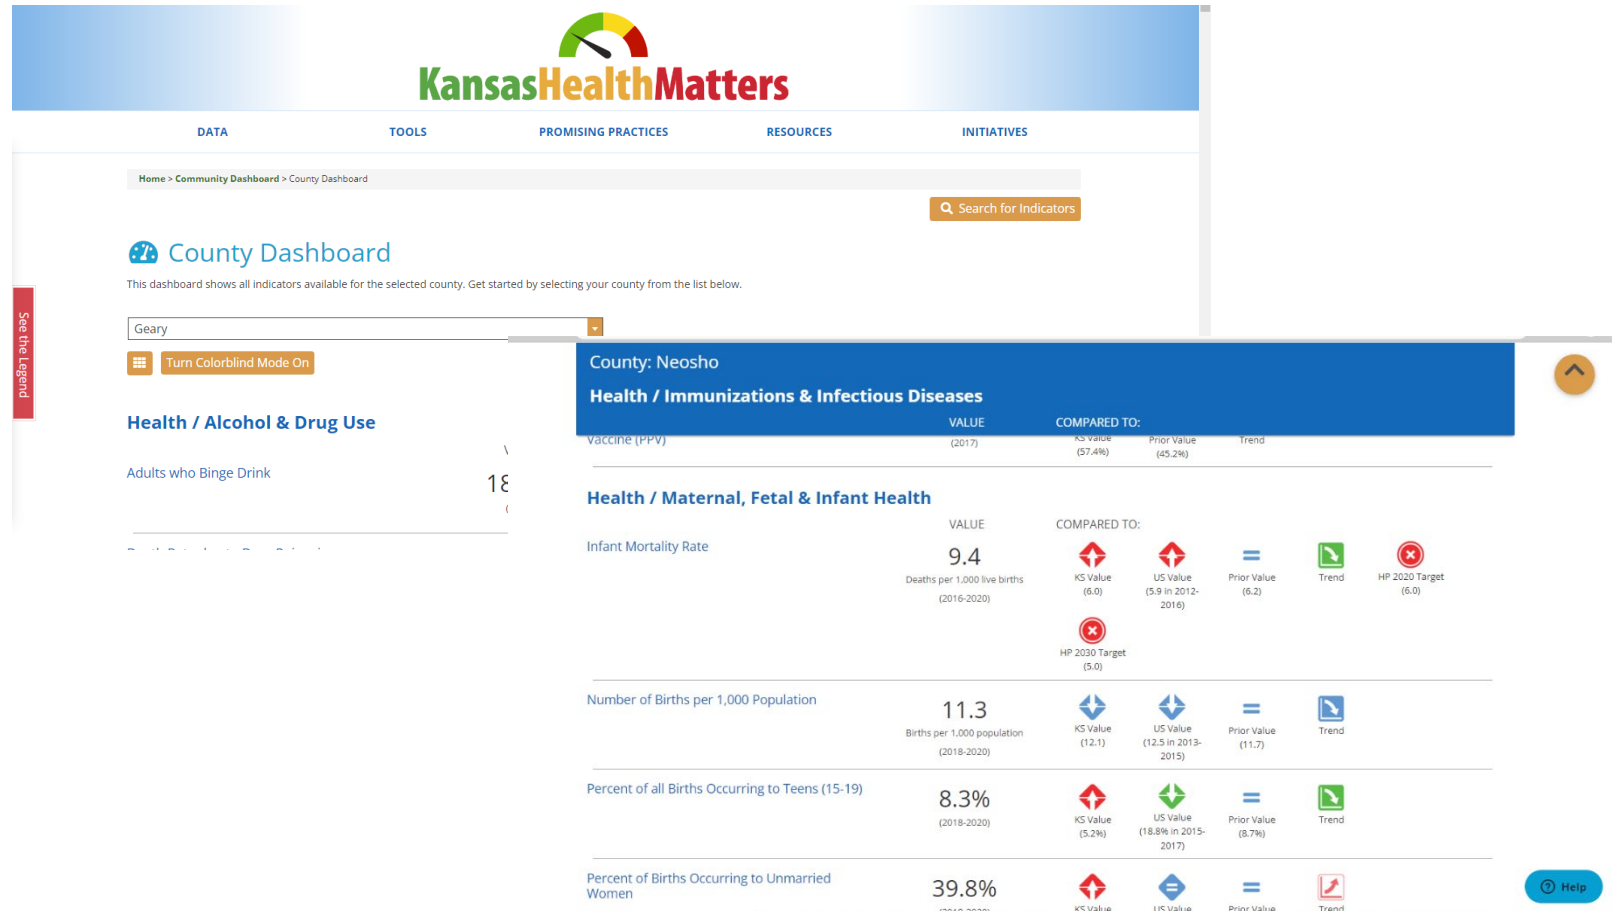 KansasHealthMatters
DATA TOOLS PROMISING PRACTICES RESOURCES INITIATIVES
Home > Community Dashboard > County Dashboard
Search for Indicators
County Dashboard
This dashboard shows all indicators available for the selected county. Get started by selecting your county from the list below.
See the Legend
Geary
Turn Colorblind Mode On
Health / Alcohol & Drug Use
Adults who Binge Drink
18
County: Neosho
Health / Immunizations & Infectious Diseases
VALUE COMPARED TO:
Vaccine (PPV) (2017) KS Value Prior Value Trend
(57.4%) (45.2%)
Health / Maternal, Fetal & Infant Health
VALUE COMPARED TO:
Infant Mortality Rate
9.4
Deaths per 1,000 live births
(2016-2020)
KS Value US Value Prior Value Trend HP 2020 Target
(6.0) (5.9 in 2012- (6.2) (6.0)
2016)
HP 2030 Target
(5.0)
Number of Births per 1,000 Population
11.3
Births per 1,000 population
(2018-2020)
KS Value US Value Prior Value Trend
(12.1) (12.5 in 2013- (11.7)
2015)
Percent of all Births Occurring to Teens (15-19)
8.3%
(2018-2020)
KS Value US Value Prior Value Trend
(5.2%) (18.8% in 2015- (8.7%)
2017)
Percent of Births Occurring to Unmarried
Women
39.8%
KS Value US Value Prior Value Trend
Help